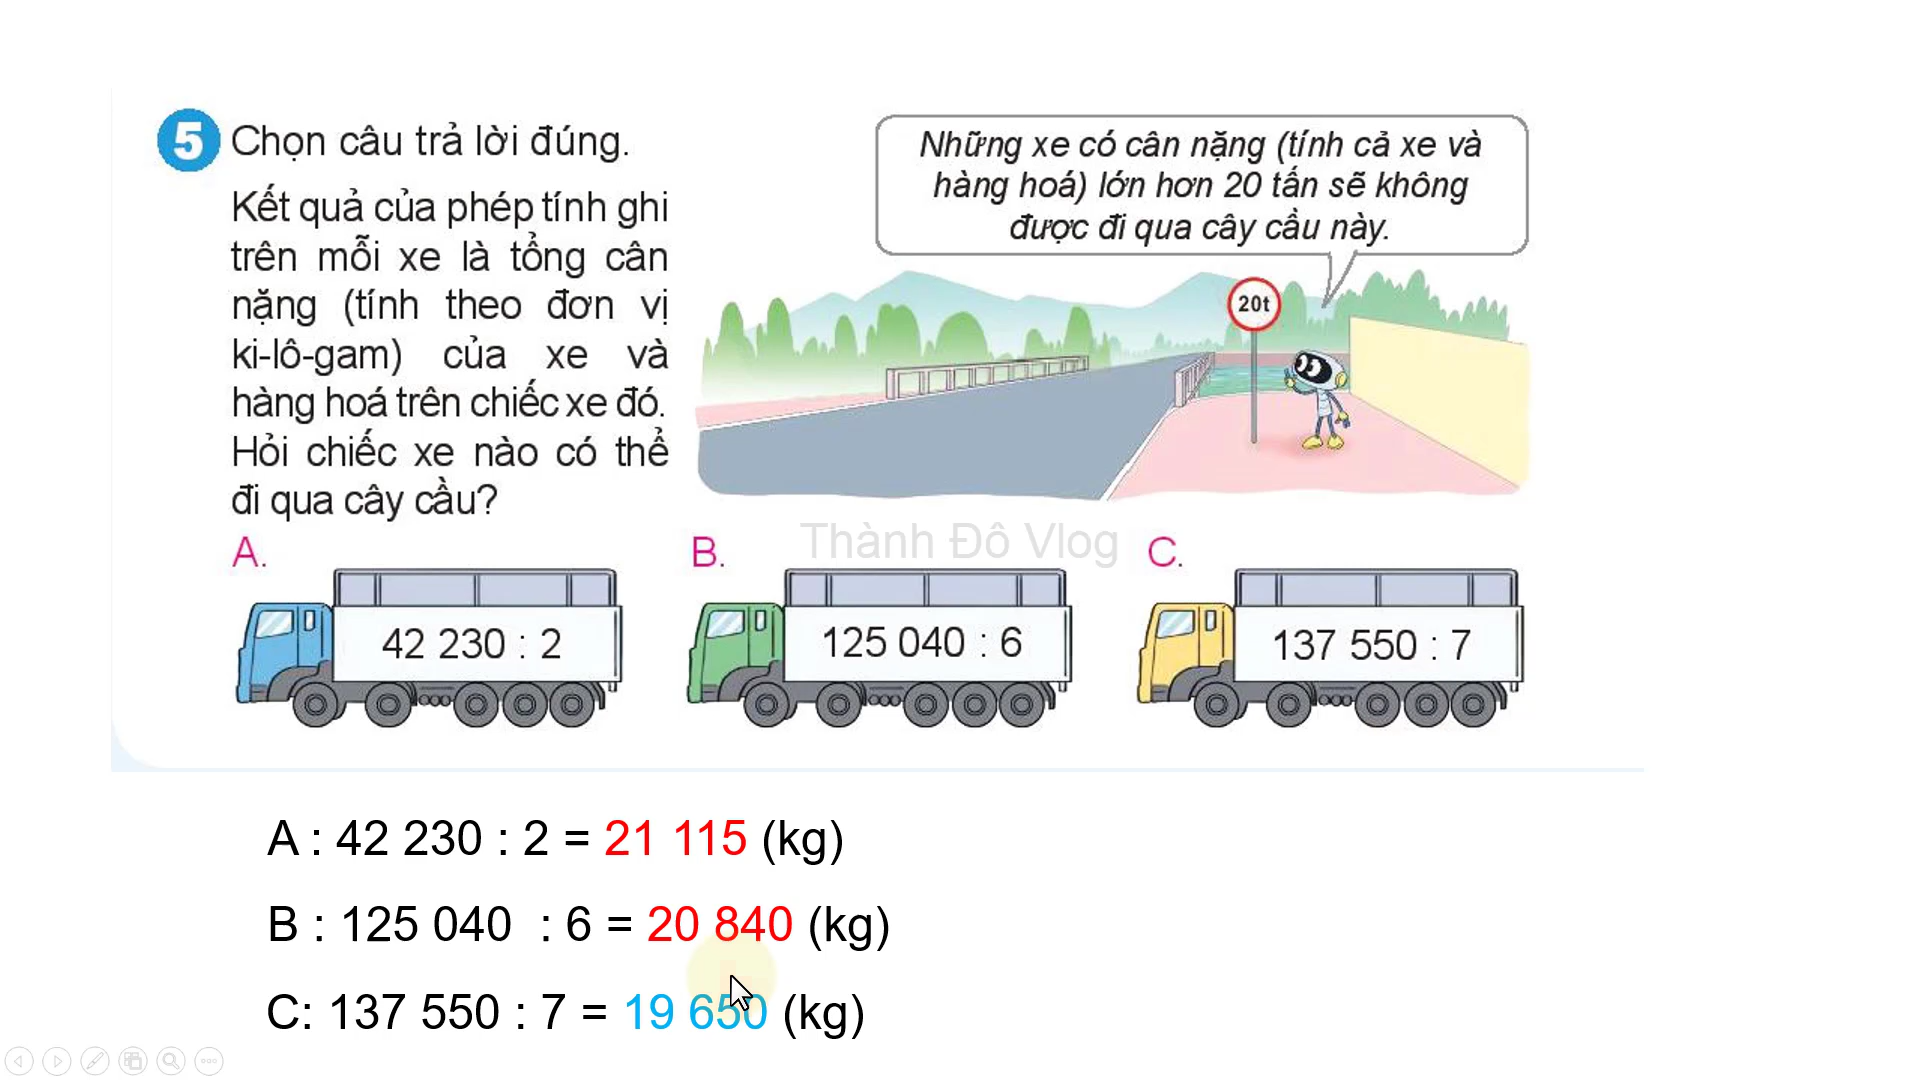 5 Chọn câu trả lời đúng.
Kết quả của phép tính ghi
trên mỗi xe là tổng cân
nặng (tính theo đơn vị
ki-lô-gam) của xe và
hàng hoá trên chiếc xe đó.
Hỏi chiếc xe nào có thể
đi qua cây cầu?
Những xe có cân nặng (tính cả xe và
hàng hoá) lớn hơn 20 tấn sẽ không
được đi qua cây cầu này.
20t
Thành Đô Vlog
A.
42 230 : 2
B.
125 040 : 6
C.
137 550 : 7
A : 42 230 : 2 = 21 115 (kg)
B : 125 040  : 6 = 20 840 (kg)
C: 137 550 : 7 = 19 650 (kg)